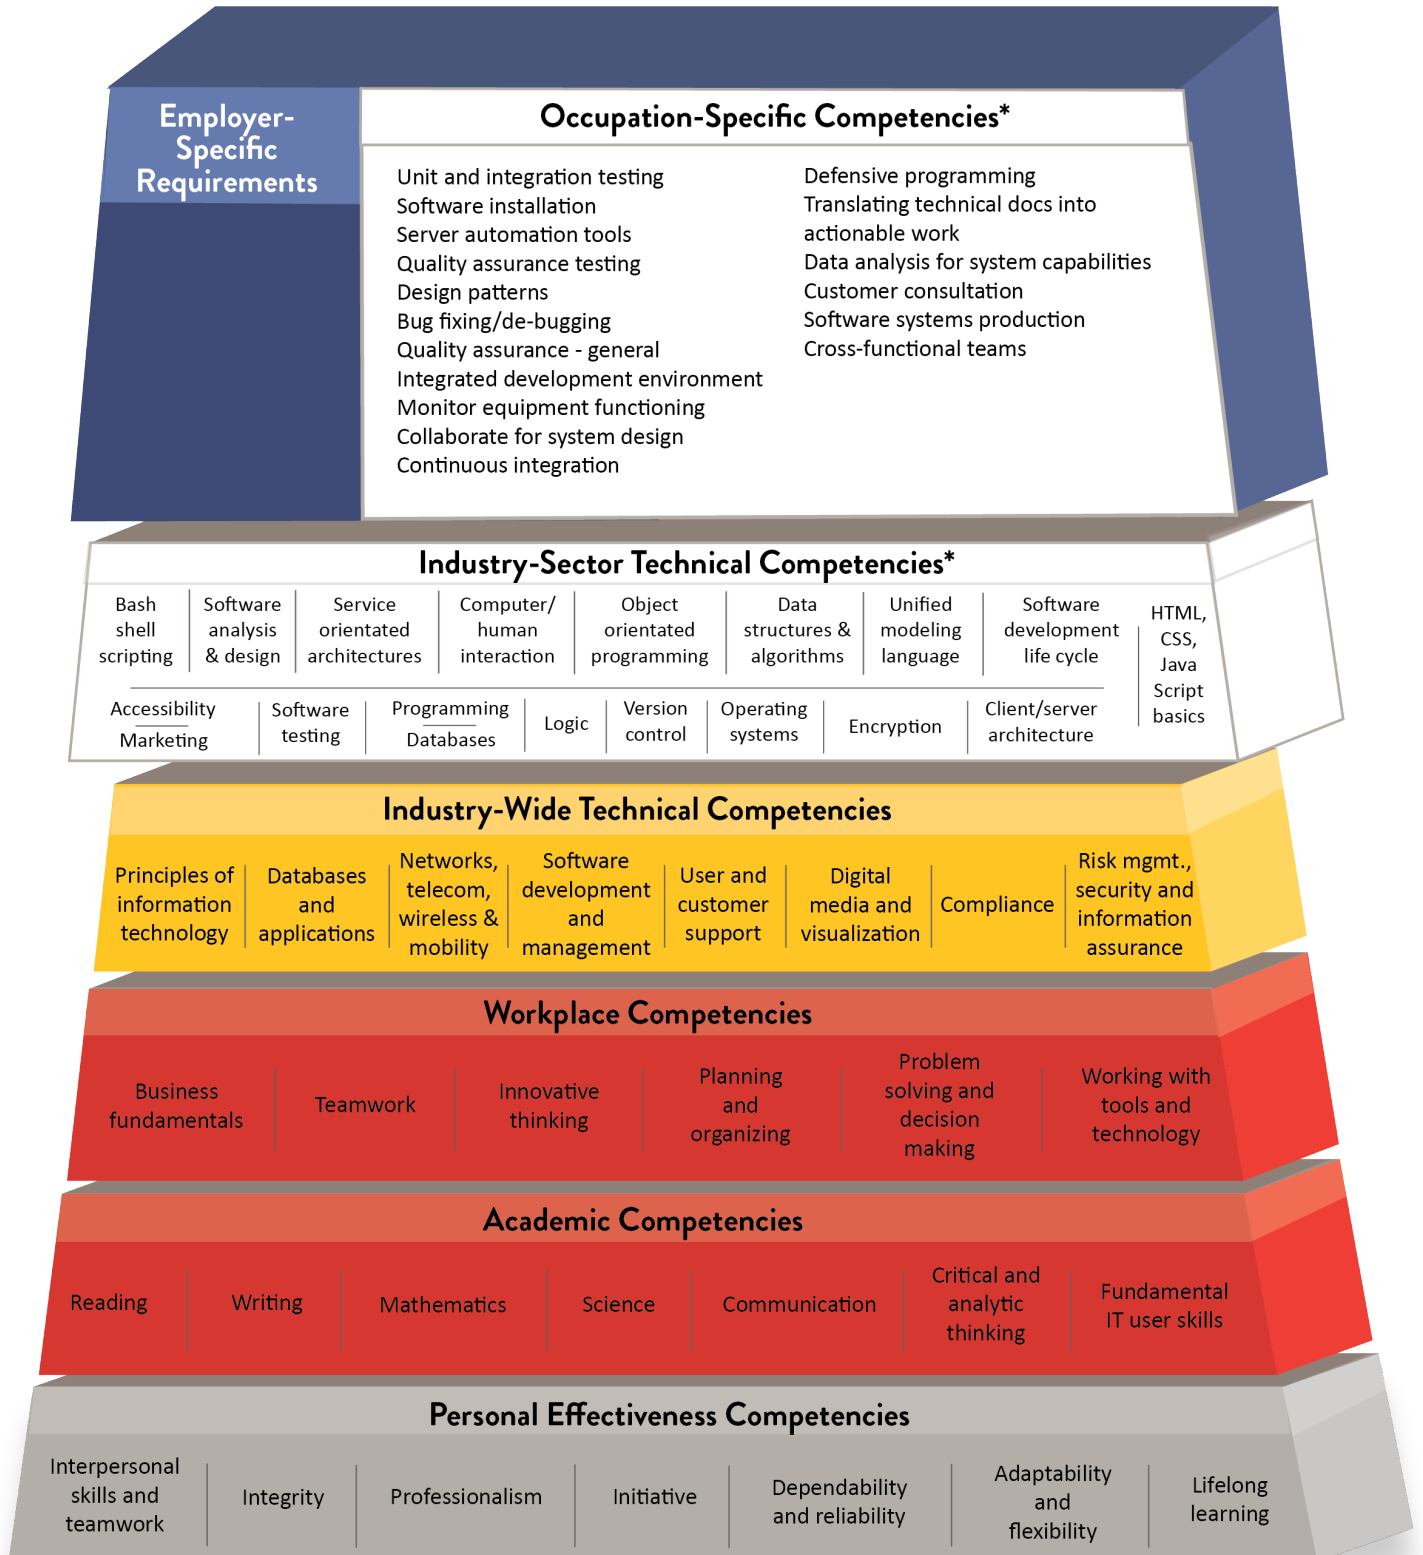 Employer-
Specific
Requirements
Occupation-Specific Competencies*
Unit and integration testing
Software installation
Server automation tools
Quality assurance testing
Design patterns
Bug fixing/de-bugging
Quality assurance - general
Integrated development environment
Monitor equipment functioning
Collaborate for system design
Continuous integration
Defensive programming
Translating technical docs into
actionable work
Data analysis for system capabilities
Customer consultation
Software systems production
Cross-functional teams
Industry-Sector Technical Competencies*
Bash
shell
scripting
Software
analysis
& design
Service
orientated
architectures
Computer/
human
interaction
Object
orientated
programming
Data
structures &
algorithms
Unified
modeling
language
Software
development
life cycle
HTML,
CSS,
Java
Script
basics
Accessibility
Marketing
Software
testing
Programming
Databases
Logic
Version
control
Operating
systems
Encryption
Client/server
architecture
Industry-Wide Technical Competencies
Principles of
information
technology
Databases
and
applications
Networks,
telecom,
wireless &
mobility
Software
development
and
management
User and
customer
support
Digital
media and
visualization
Compliance
Risk mgmt.,
security and
information
assurance
Workplace Competencies
Business
fundamentals
Teamwork
Innovative
thinking
Planning
and
organizing
Problem
solving and
decision
making
Working with
tools and
technology
Academic Competencies
Reading
Writing
Mathematics
Science
Communication
Critical and
analytic
thinking
Fundamental
IT user skills
Personal Effectiveness Competencies
Interpersonal
skills and
teamwork
Integrity
Professionalism
Initiative
Dependability
and reliability
Adaptability
and
flexibility
Lifelong
learning